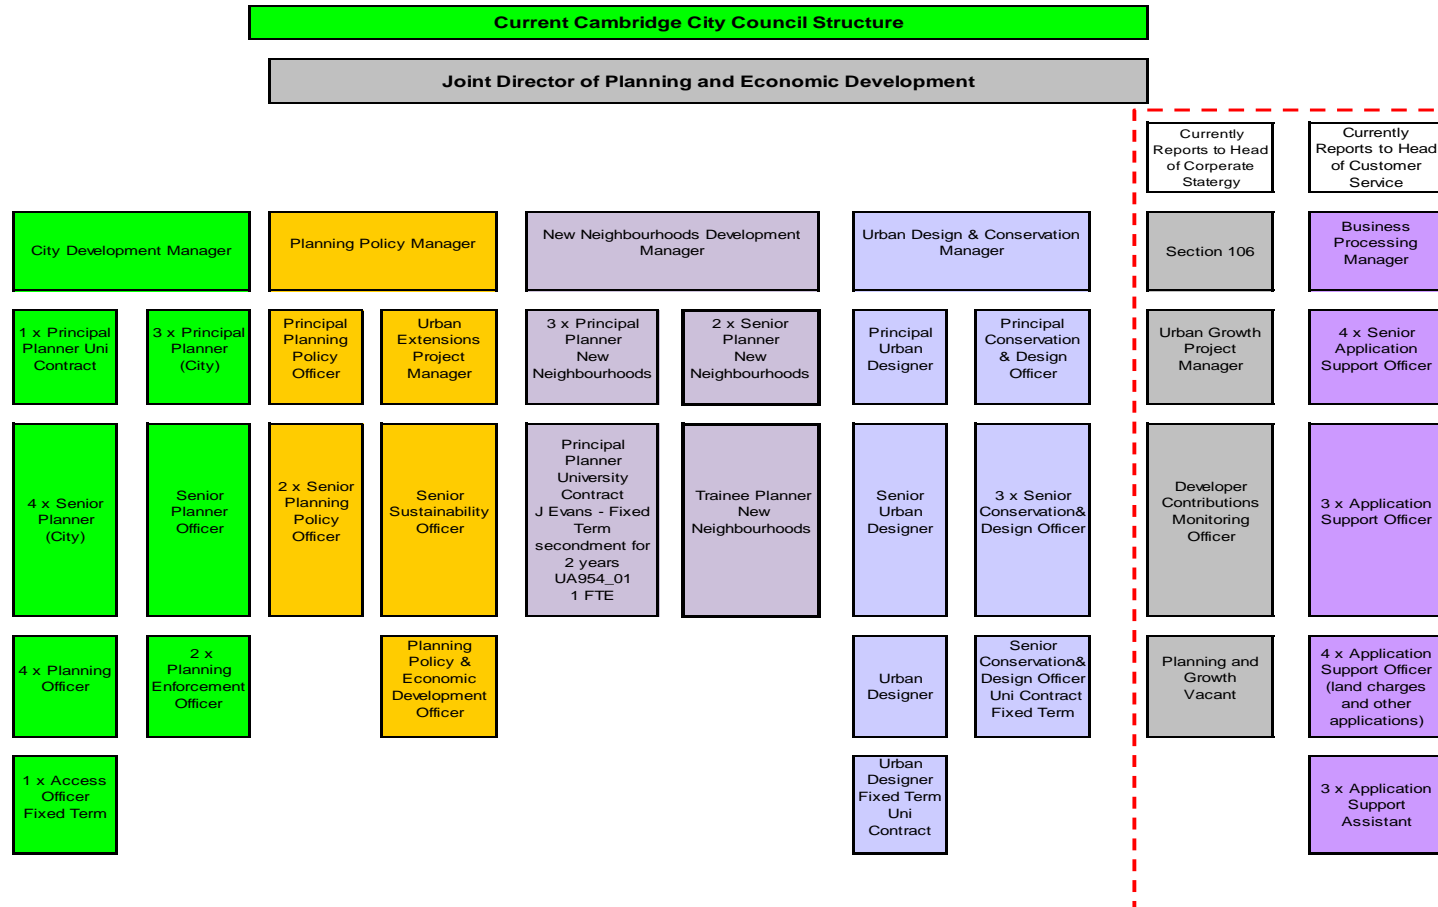 Current Cambridge City Council Structure
Joint Director of Planning and Economic Development
Currently
Reports to Head
of Corperate
Statergy
Currently
Reports to Head
of Customer
Service
City Development Manager
Planning Policy Manager
New Neighbourhoods Development
Manager
Urban Design & Conservation
Manager
Section 106
Business
Processing
Manager
1 x Principal
Planner Uni
Contract
3 x Principal
Planner
(City)
Principal
Planning
Policy
Officer
Urban
Extensions
Project
Manager
3 x Principal
Planner
New
Neighbourhoods
2 x Senior
Planner
New
Neighbourhoods
Principal
Urban
Designer
Principal
Conservation
& Design
Officer
Urban Growth
Project
Manager
4 x Senior
Application
Support Officer
4 x Senior
Planner
(City)
Senior
Planner
Officer
2 x Senior
Planning
Policy
Officer
Senior
Sustainability
Officer
Principal
Planner
University
Contract
J Evans - Fixed
Term
secondment for
2 years
UA954_01
1 FTE
Trainee Planner
New
Neighbourhoods
Senior
Urban
Designer
3 x Senior
Conservation&
Design Officer
Developer
Contributions
Monitoring
Officer
3 x Application
Support Officer
4 x Planning
Officer
2 x
Planning
Enforcement
Officer
Planning
Policy &
Economic
Development
Officer
Urban
Designer
Senior
Conservation&
Design Officer
Uni Contract
Fixed Term
Planning and
Growth
Vacant
4 x Application
Support Officer
(land charges
and other
applications)
1 x Access
Officer
Fixed Term
Urban
Designer
Fixed Term
Uni
Contract
3 x Application
Support
Assistant